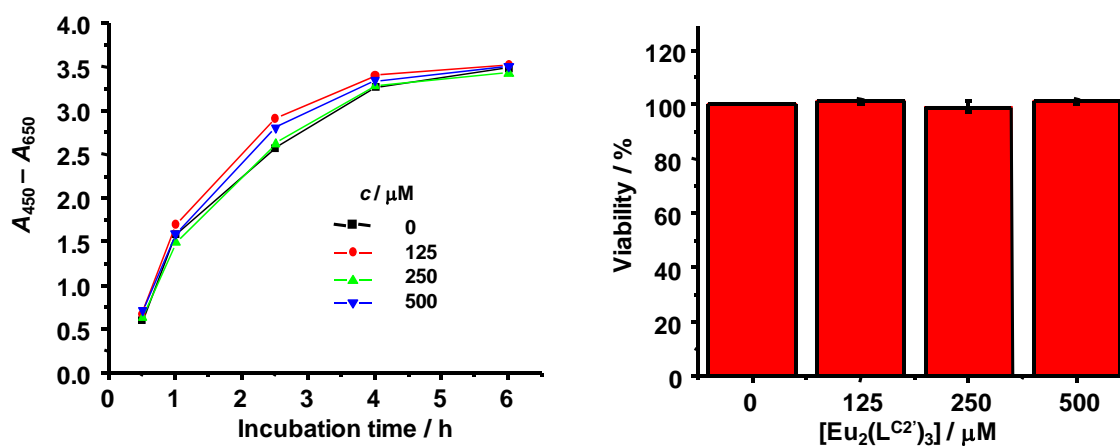 4.0
3.5
3.0
2.5
2.0
1.5
1.0
0.5
0.0
A450 – A650
0 1 2 3 4 5 6
Incubation time / h
c / µM
0
125
250
500
120
100
80
60
40
20
0
Viability / %
0 125 250 500
[Eu2(L^C2')3] / µM